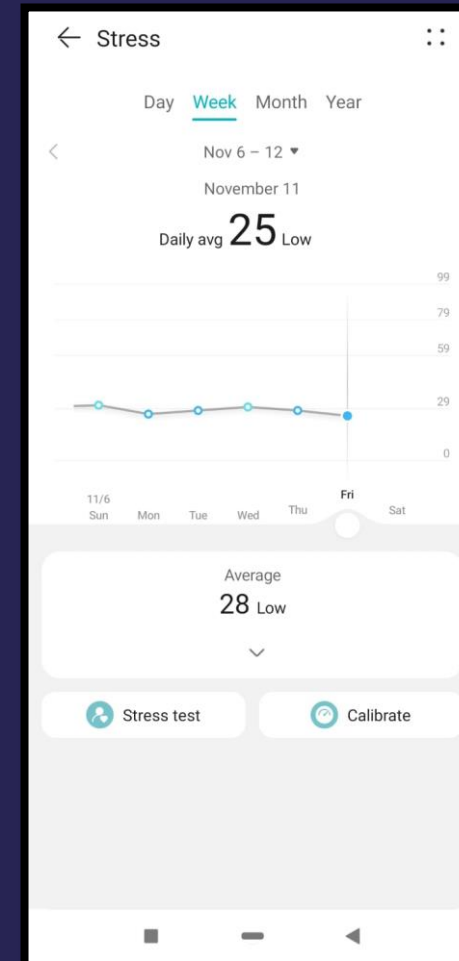 Stress
Day Week Month Year
Nov 6 – 12
November 11
Daily avg 25 Low
99
79
59
29
0
11/6
Sun Mon Tue Wed Thu Fri Sat
Average
28 Low
Stress test Calibrate